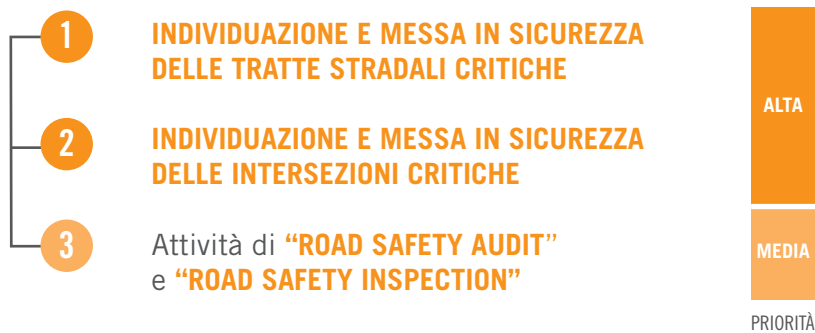 1 INDIVIDUAZIONE E MESSA IN SICUREZZA
DELLE TRATTE STRADALI CRITICHE
2 INDIVIDUAZIONE E MESSA IN SICUREZZA
DELLE INTERSEZIONI CRITICHE
3 Attività di “ROAD SAFETY AUDIT”
e “ROAD SAFETY INSPECTION”
ALTA
MEDIA
PRIORITÀ